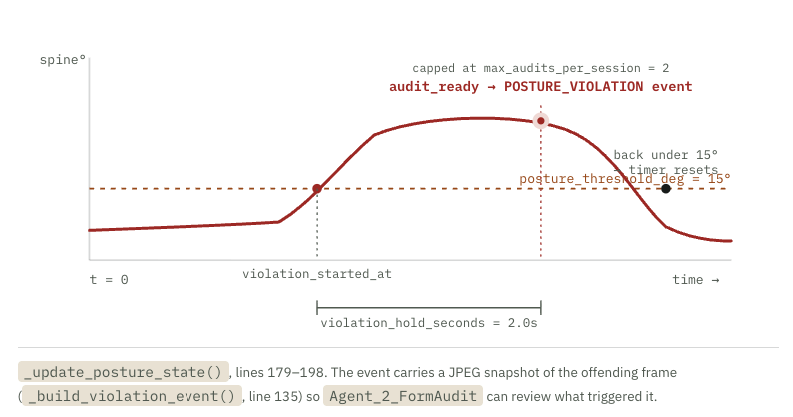 spine°
capped at max_audits_per_session = 2
audit_ready → POSTURE_VIOLATION event
back under 15°
→ timer resets
posture_threshold_deg = 15°
violation_started_at
t = 0
time →
violation_hold_seconds = 2.0s
_update_posture_state(), lines 179–198. The event carries a JPEG snapshot of the offending frame
(_build_violation_event(), line 135) so Agent_2_FormAudit can review what triggered it.